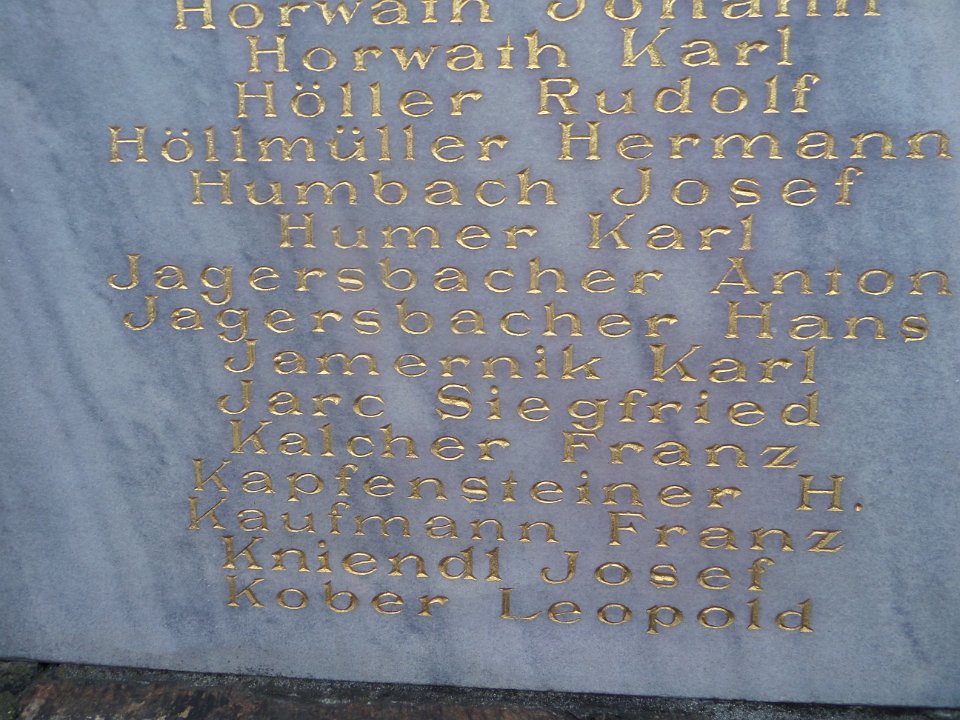 Horwath Johann
Horwath Karl
Höller Rudolf
Höllmüller Hermann
Humbach Josef
Humer Karl
Jagersbacher Anton
Jagersbacher Hans
Jamernik Karl
Jarc Siegfried
Kalcher Franz
Kapfensteiner H.
Kaufmann Franz
Kniendl Josef
Kober Leopold